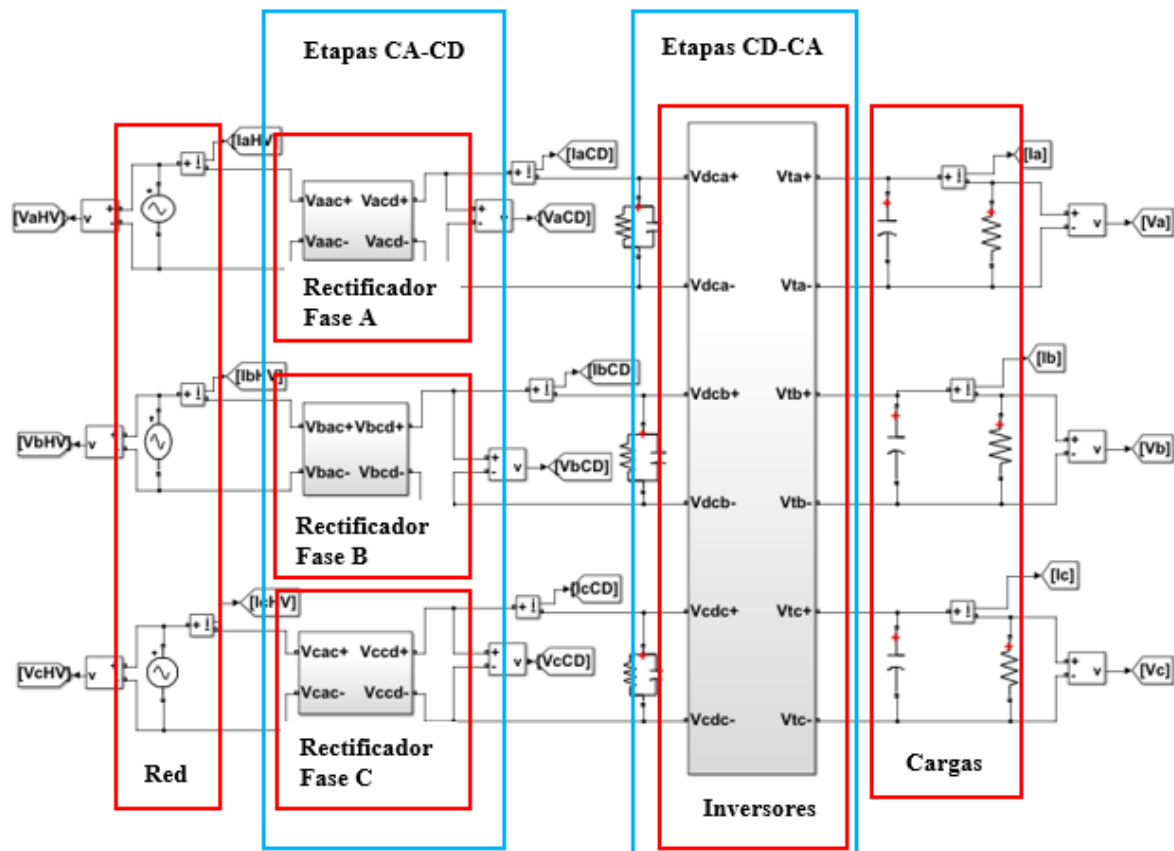 Etapas CA-CD
Etapas CD-CA
[IaHV]
[IaCD]
[Ia]
[VaHV]
v
+
-
+ i
-
Vaac+ Vacd+
Vaac- Vacd-
+
-
v
[VaCD]
Vdca+
Vdca-
Vta+
Vta-
+
-
v
[Va]
Rectificador
Fase A
[IbHV]
[IbCD]
[Ib]
[VbHV]
v
Vbac+ Vbcd+
Vbac- Vbcd-
+
-
v
[VbCD]
Vdcb+
Vdcb-
Vtb+
Vtb-
+
-
v
[Vb]
Rectificador
Fase B
[IcHV]
[IcCD]
[Ic]
[VcHV]
v
Vcac+ Vccd+
Vcac- Vccd-
+
-
v
[VcCD]
Vcdc+
Vcdc-
Vtc+
Vtc-
+
-
v
[Vc]
Red
Rectificador
Fase C
Inversores
Cargas